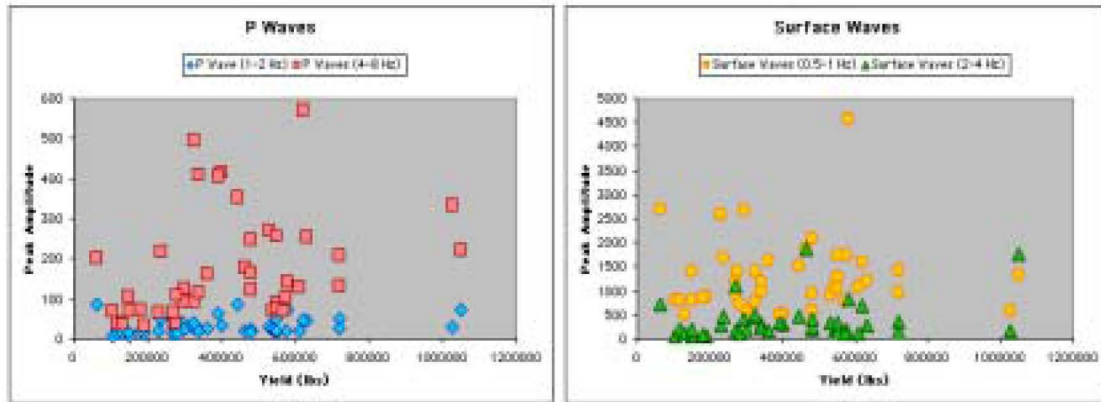 P Waves
P Wave (1-2 Hz) P Waves (4-8 Hz)
600
500
400
300
200
100
0
Peak Amplitude
0 200000 400000 600000 800000 1000000 1200000
Yield (lbs)
Surface Waves
Surface Waves (0.5-1 Hz) Surface Waves (2-4 Hz)
5000
4500
4000
3500
3000
2500
2000
1500
1000
500
0
Peak Amplitude
0 200000 400000 600000 800000 1000000 1200000
Yield (lbs)